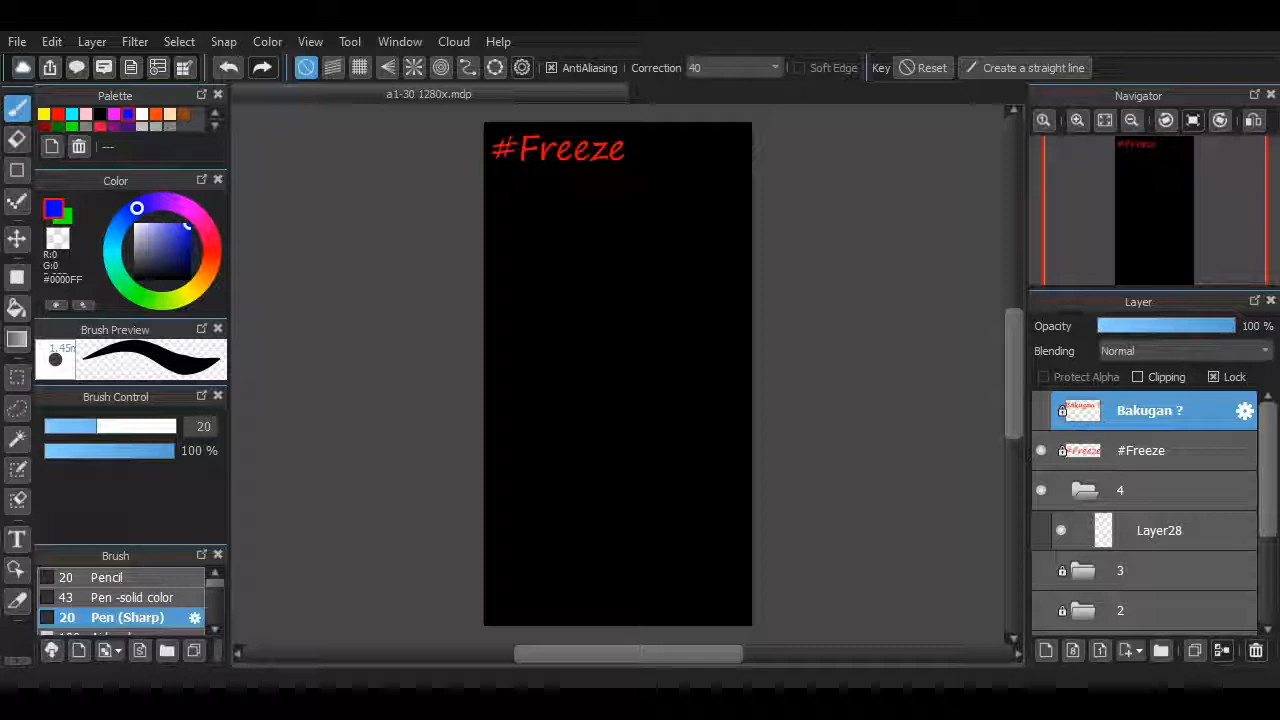 File Edit Layer Filter Select Snap Color View Tool Window Cloud Help
AntiAliasing Correction 40 Soft Edge Key Reset Create a straight line
Palette
a1-30 1280x.mdp
Navigator
#Freeze
---
Color
R:0
G:0
#0000FF
Layer
Opacity 100 %
Brush Preview
Blending Normal
Protect Alpha Clipping Lock
Brush Control
Bakugan ?
20
#Freeze
100 %
4
Layer28
Brush
3
20 Pencil
43 Pen -solid color
2
20 Pen (Sharp)